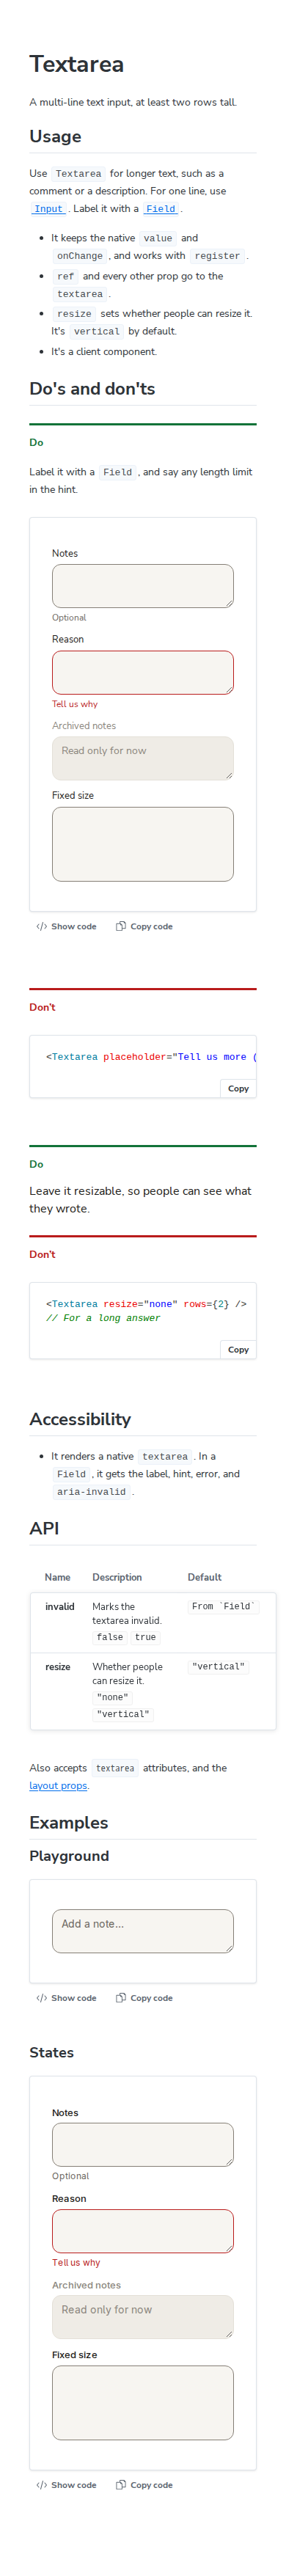 Textarea
A multi-line text input, at least two rows tall.
Usage
Use Textarea for longer text, such as a
comment or a description. For one line, use
Input. Label it with a Field.
It keeps the native value and
onChange, and works with register.
ref and every other prop go to the
textarea.
resize sets whether people can resize it.
It's vertical by default.
It's a client component.
Do's and don'ts
Do
Label it with a Field, and say any length limit
in the hint.
Notes
Optional
Reason
Tell us why
Archived notes
Read only for now
Fixed size
Show code Copy code
Don't
<Textarea placeholder="Tell us more (
Copy
Do
Leave it resizable, so people can see what
they wrote.
Don't
<Textarea resize="none" rows={2} />
// For a long answer
Copy
Accessibility
It renders a native textarea. In a
Field, it gets the label, hint, error, and
aria-invalid.
API
Name Description Default
invalid Marks the From `Field`
textarea invalid.
false true
resize Whether people "vertical"
can resize it.
"none"
"vertical"
Also accepts textarea attributes, and the
layout props.
Examples
Playground
Add a note...
Show code Copy code
States
Notes
Optional
Reason
Tell us why
Archived notes
Read only for now
Fixed size
Show code Copy code